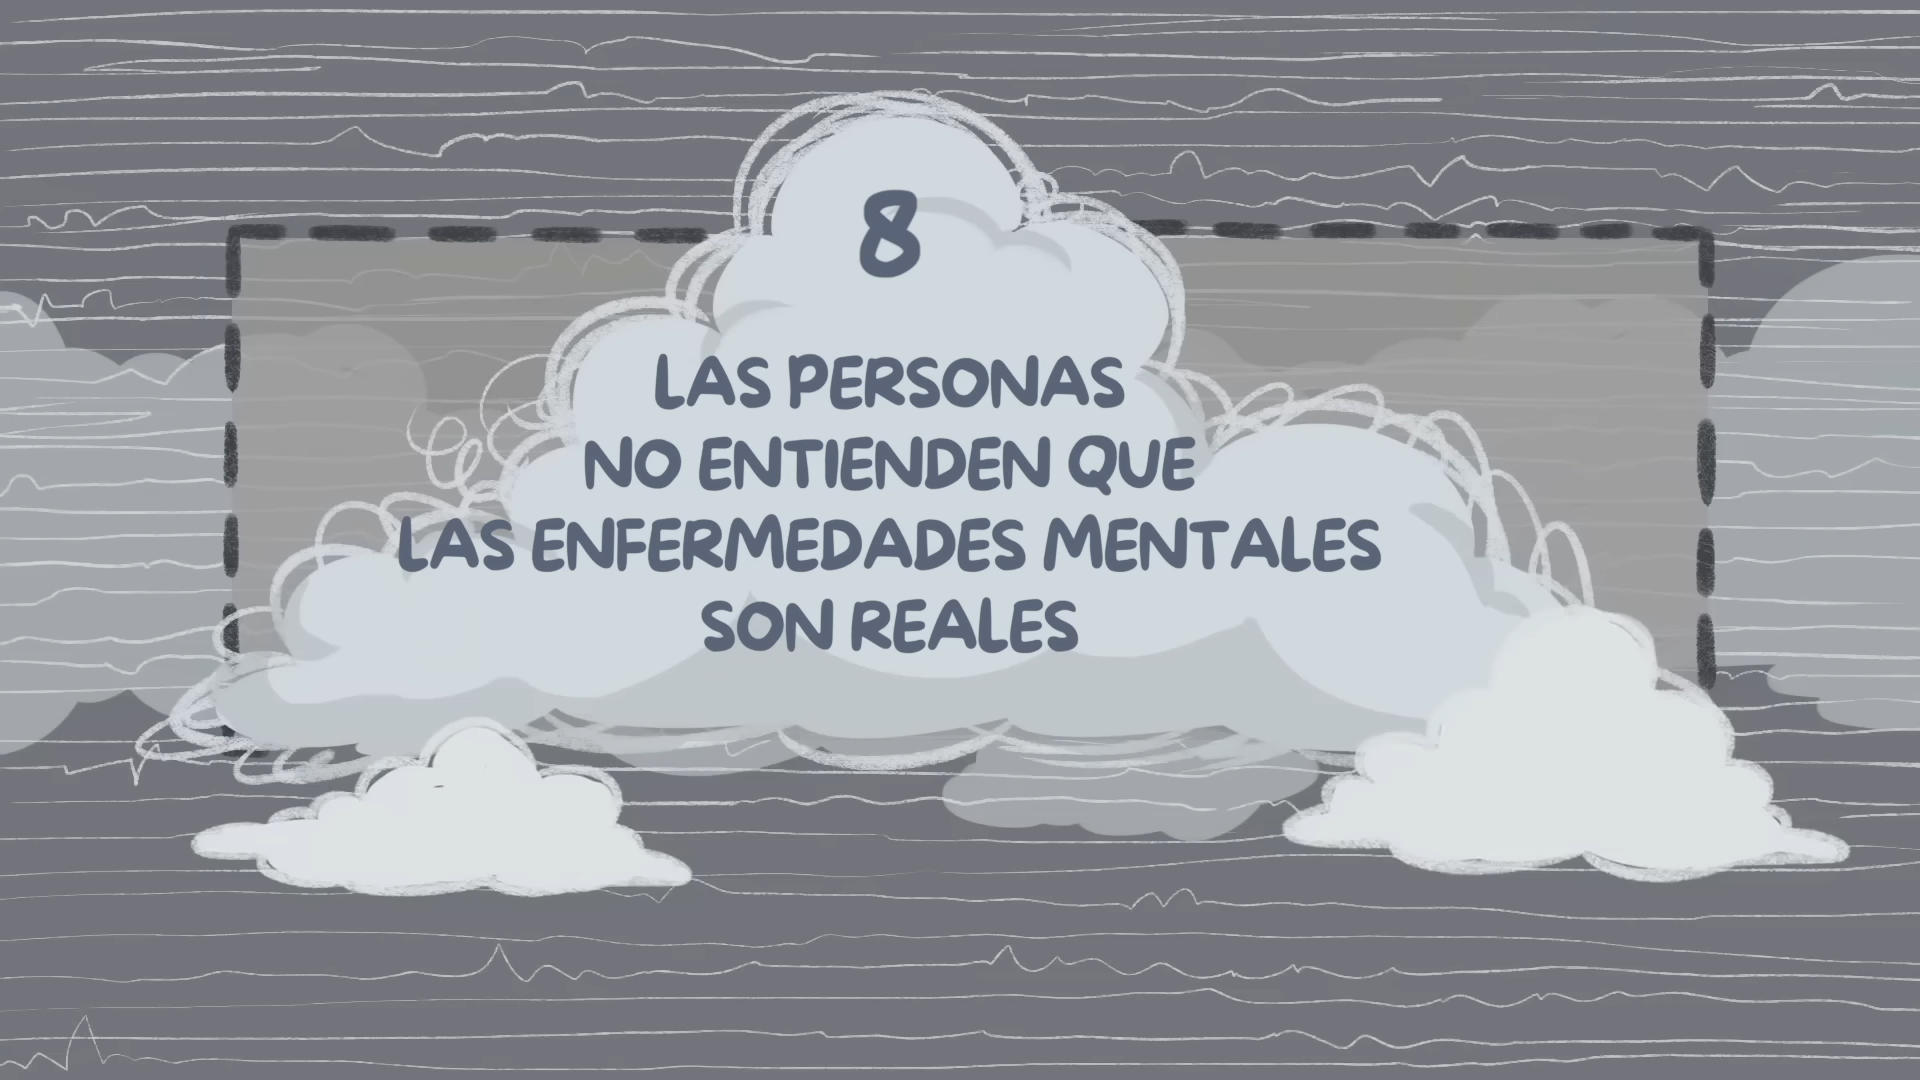 8
LAS PERSONAS
NO ENTIENDEN QUE
LAS ENFERMEDADES MENTALES
SON REALES